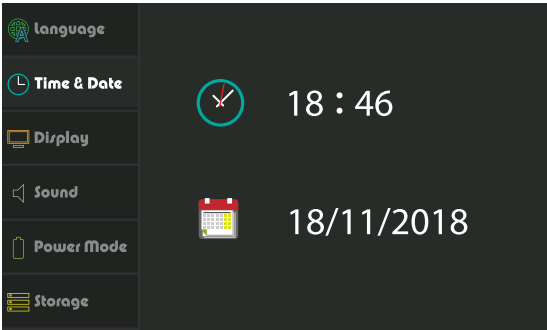 Language
Time & Date
Display
Sound
Power Mode
Storage
18 : 46
18/11/2018